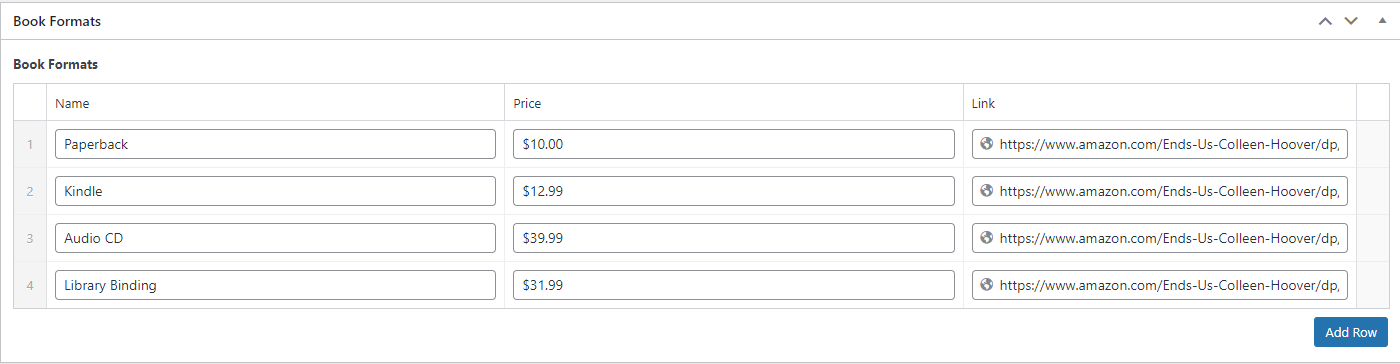 Book Formats
Book Formats
Name Price Link
1 Paperback $10.00 https://www.amazon.com/Ends-Us-Colleen-Hoover/dp/
2 Kindle $12.99 https://www.amazon.com/Ends-Us-Colleen-Hoover/dp/
3 Audio CD $39.99 https://www.amazon.com/Ends-Us-Colleen-Hoover/dp/
4 Library Binding $31.99 https://www.amazon.com/Ends-Us-Colleen-Hoover/dp/
Add Row